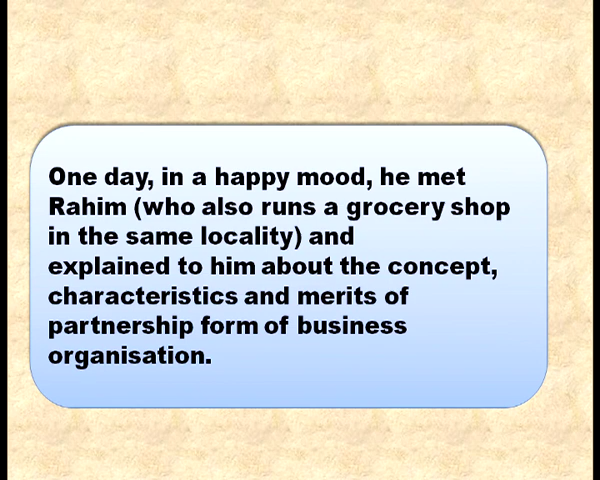 One day, in a happy mood, he met
Rahim (who also runs a grocery shop
in the same locality) and
explained to him about the concept,
characteristics and merits of
partnership form of business
organisation.